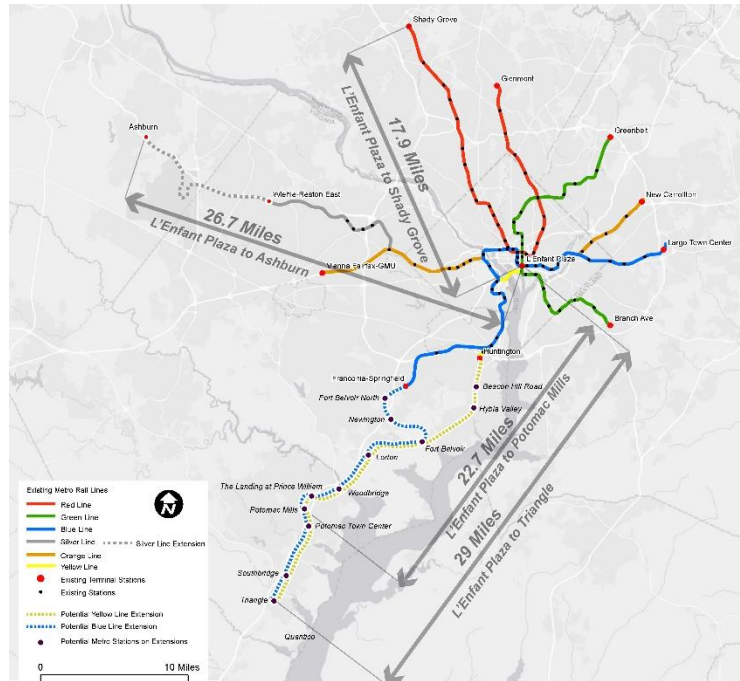 Shady Grove
Glenmont
Greenbelt
Ashburn
17.9 Miles
L'Enfant Plaza to Shady Grove
New Carrollton
Wiehle-Reston East
26.7 Miles
L'Enfant Plaza to Ashburn
Largo Town Center
L'Enfant Plaza
Vienna Fairfax-GMU
Branch Ave
Huntington
Franconia-Springfield
Beacon Hill Road
Fort Belvoir North
Hybla Valley
Newington
22.7 Miles
L'Enfant Plaza to Potomac Mills
Fort Belvoir
Lorton
29 Miles
L'Enfant Plaza to Triangle
The Landing at Prince William
Woodbridge
Potomac Mills
Potomac Town Center
Southbridge
Triangle
Quantico
Existing Metro Rail Lines
Red Line
Green Line
Blue Line
Silver Line
Silver Line Extension
Orange Line
Yellow Line
Existing Terminal Stations
Existing Stations
Potential Yellow Line Extension
Potential Blue Line Extension
Potential Metro Stations on Extensions
N
0 10 Miles